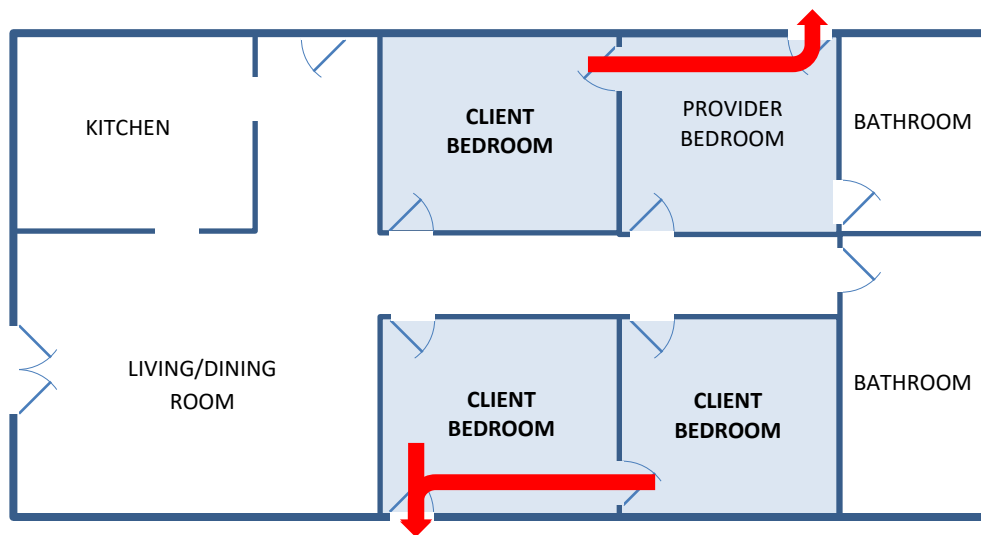 KITCHEN
CLIENT
BEDROOM
PROVIDER
BEDROOM
BATHROOM
LIVING/DINING
ROOM
CLIENT
BEDROOM
CLIENT
BEDROOM
BATHROOM